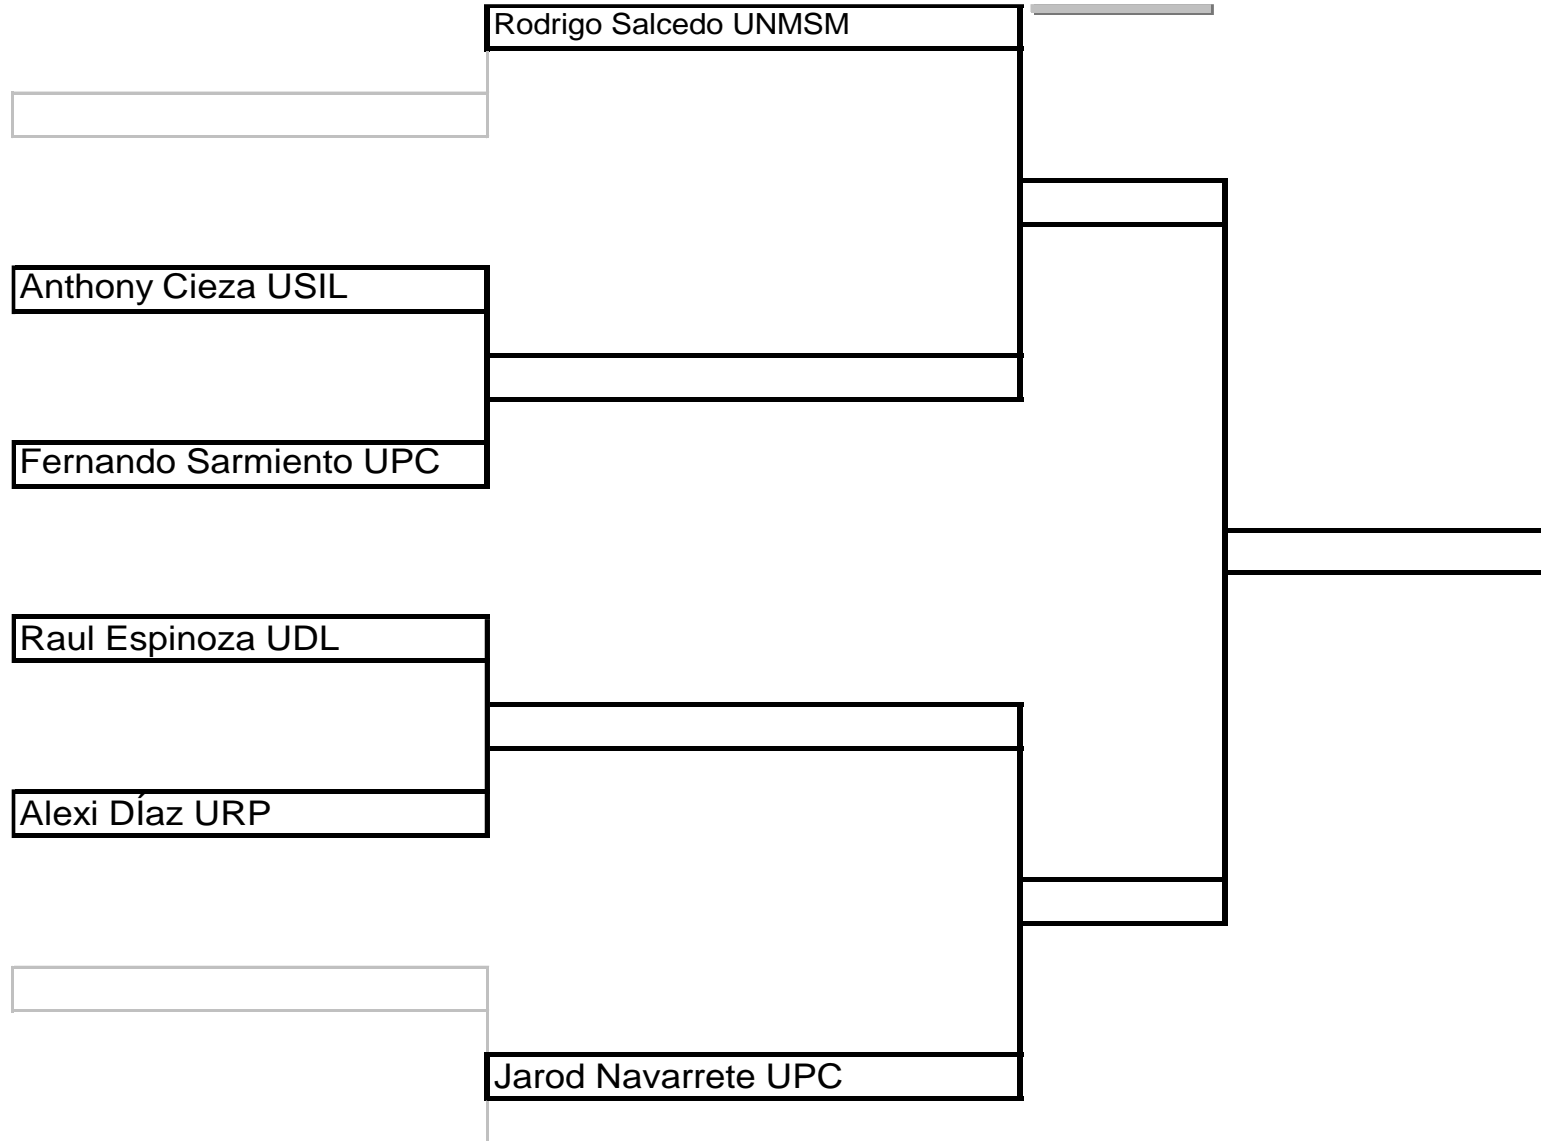 Rodrigo Salcedo UNMSM
Anthony Cieza USIL
Fernando Sarmiento UPC
Raul Espinoza UDL
Alexi DÍaz URP
Jarod Navarrete UPC